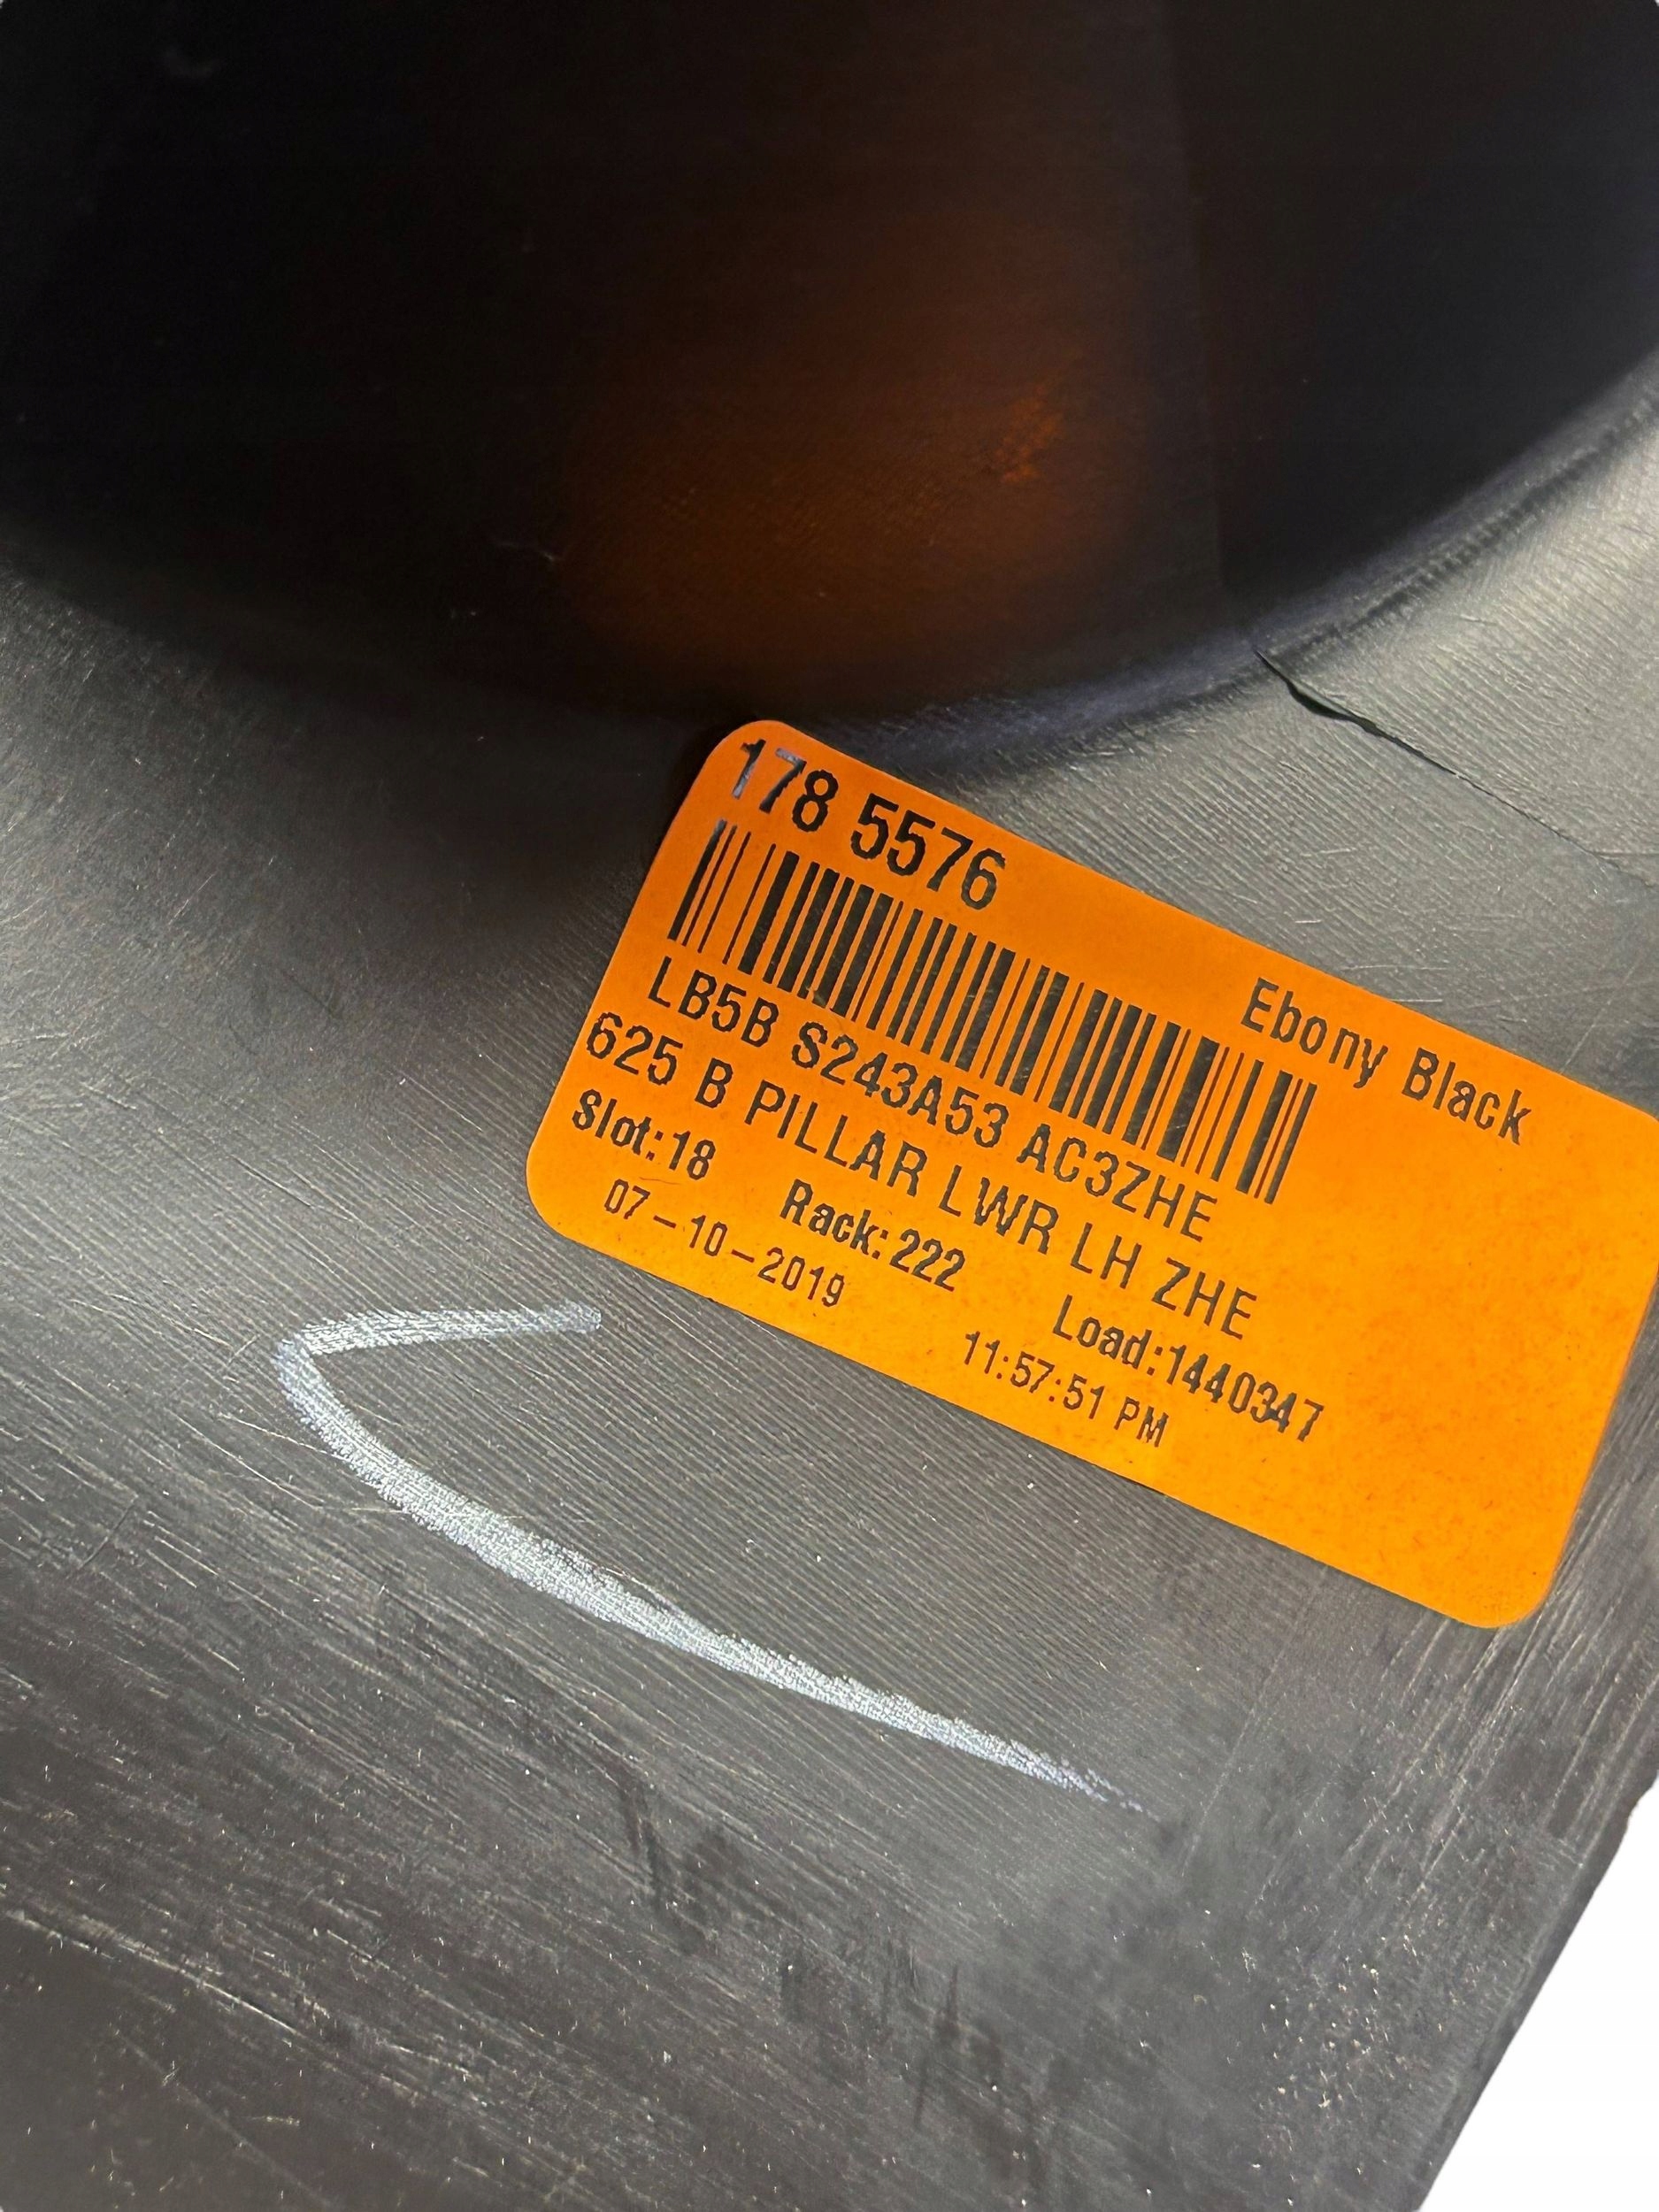 178 5576
Ebony Black
LB5B S243A53 AC3ZHE
625 B PILLAR LWR LH ZHE
Slot:18 Rack:222 Load:1440347
07-10-2019 11:57:51 PM